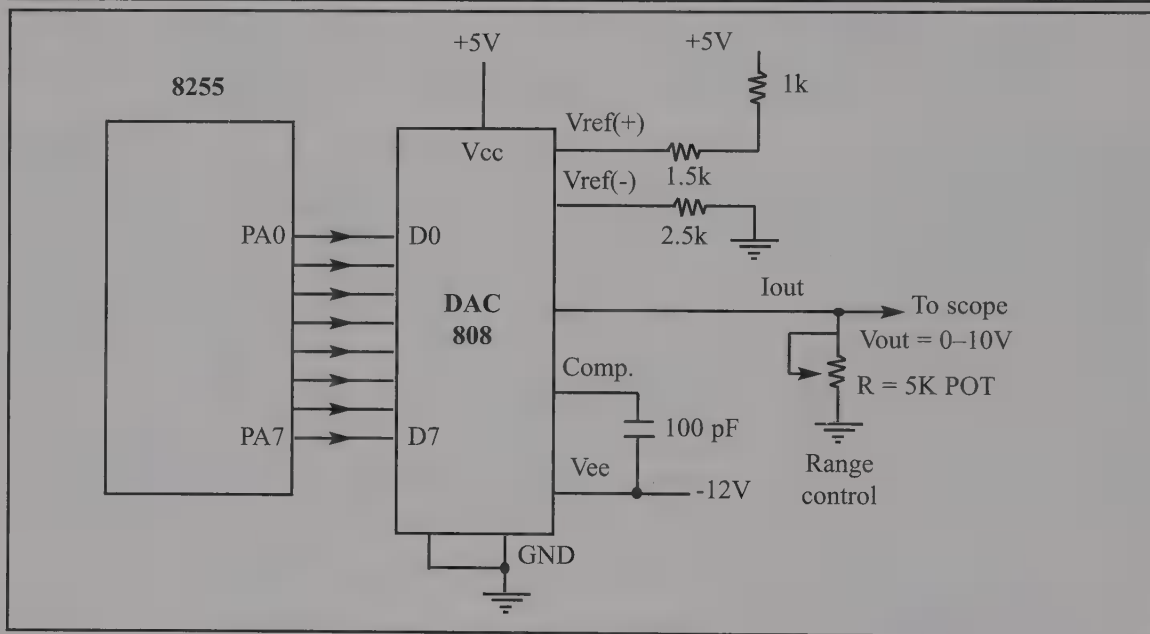 +5V
+5V
8255
1k
Vref(+)
Vcc
1.5k
Vref(-)
2.5k
PA0
D0
Iout
DAC
808
To scope
Vout = 0–10V
R = 5K POT
Comp.
100 pF
PA7
D7
Range
control
Vee
-12V
GND